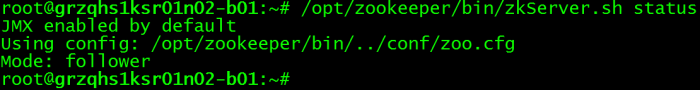 root@grzqhs1ksr01n02-b01:~# /opt/zookeeper/bin/zkServer.sh status
JMX enabled by default
Using config: /opt/zookeeper/bin/../conf/zoo.cfg
Mode: follower
root@grzqhs1ksr01n02-b01:~#